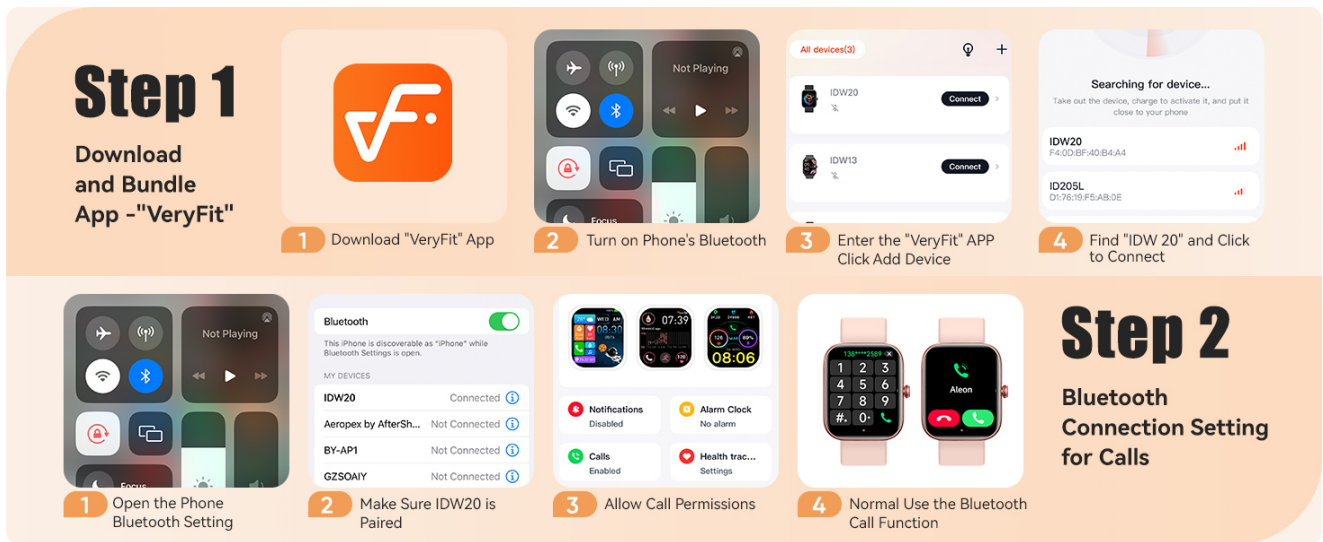 Step 1
Download
and Bundle
App -"VeryFit"
Not Playing
Focus
1 Download "VeryFit" App
2 Turn on Phone's Bluetooth
All devices(3)
IDW20
Connect
IDW13
Connect
3 Enter the "VeryFit" APP
Click Add Device
Searching for device...
Take out the device, charge to activate it, and put it
close to your phone
IDW20
F4:0D:BF:40:B4:A4
ID205L
D1:76:19:F5:AB:0E
4 Find "IDW 20" and Click
to Connect
Not Playing
Focus
1 Open the Phone
Bluetooth Setting
Bluetooth
This iPhone is discoverable as "iPhone" while
Bluetooth Settings is open.
MY DEVICES
IDW20 Connected
Aeropex by AfterSh... Not Connected
BY-AP1 Not Connected
GZSOAIY Not Connected
2 Make Sure IDW20 is
Paired
08:30
07:39
126
89%
08:06
Notifications
Disabled
Alarm Clock
No alarm
Calls
Enabled
Health trac...
Settings
3 Allow Call Permissions
138****2589
1 2 3
4 5 6
7 8 9
#. 0+
Aleon
4 Normal Use the Bluetooth
Call Function
Step 2
Bluetooth
Connection Setting
for Calls